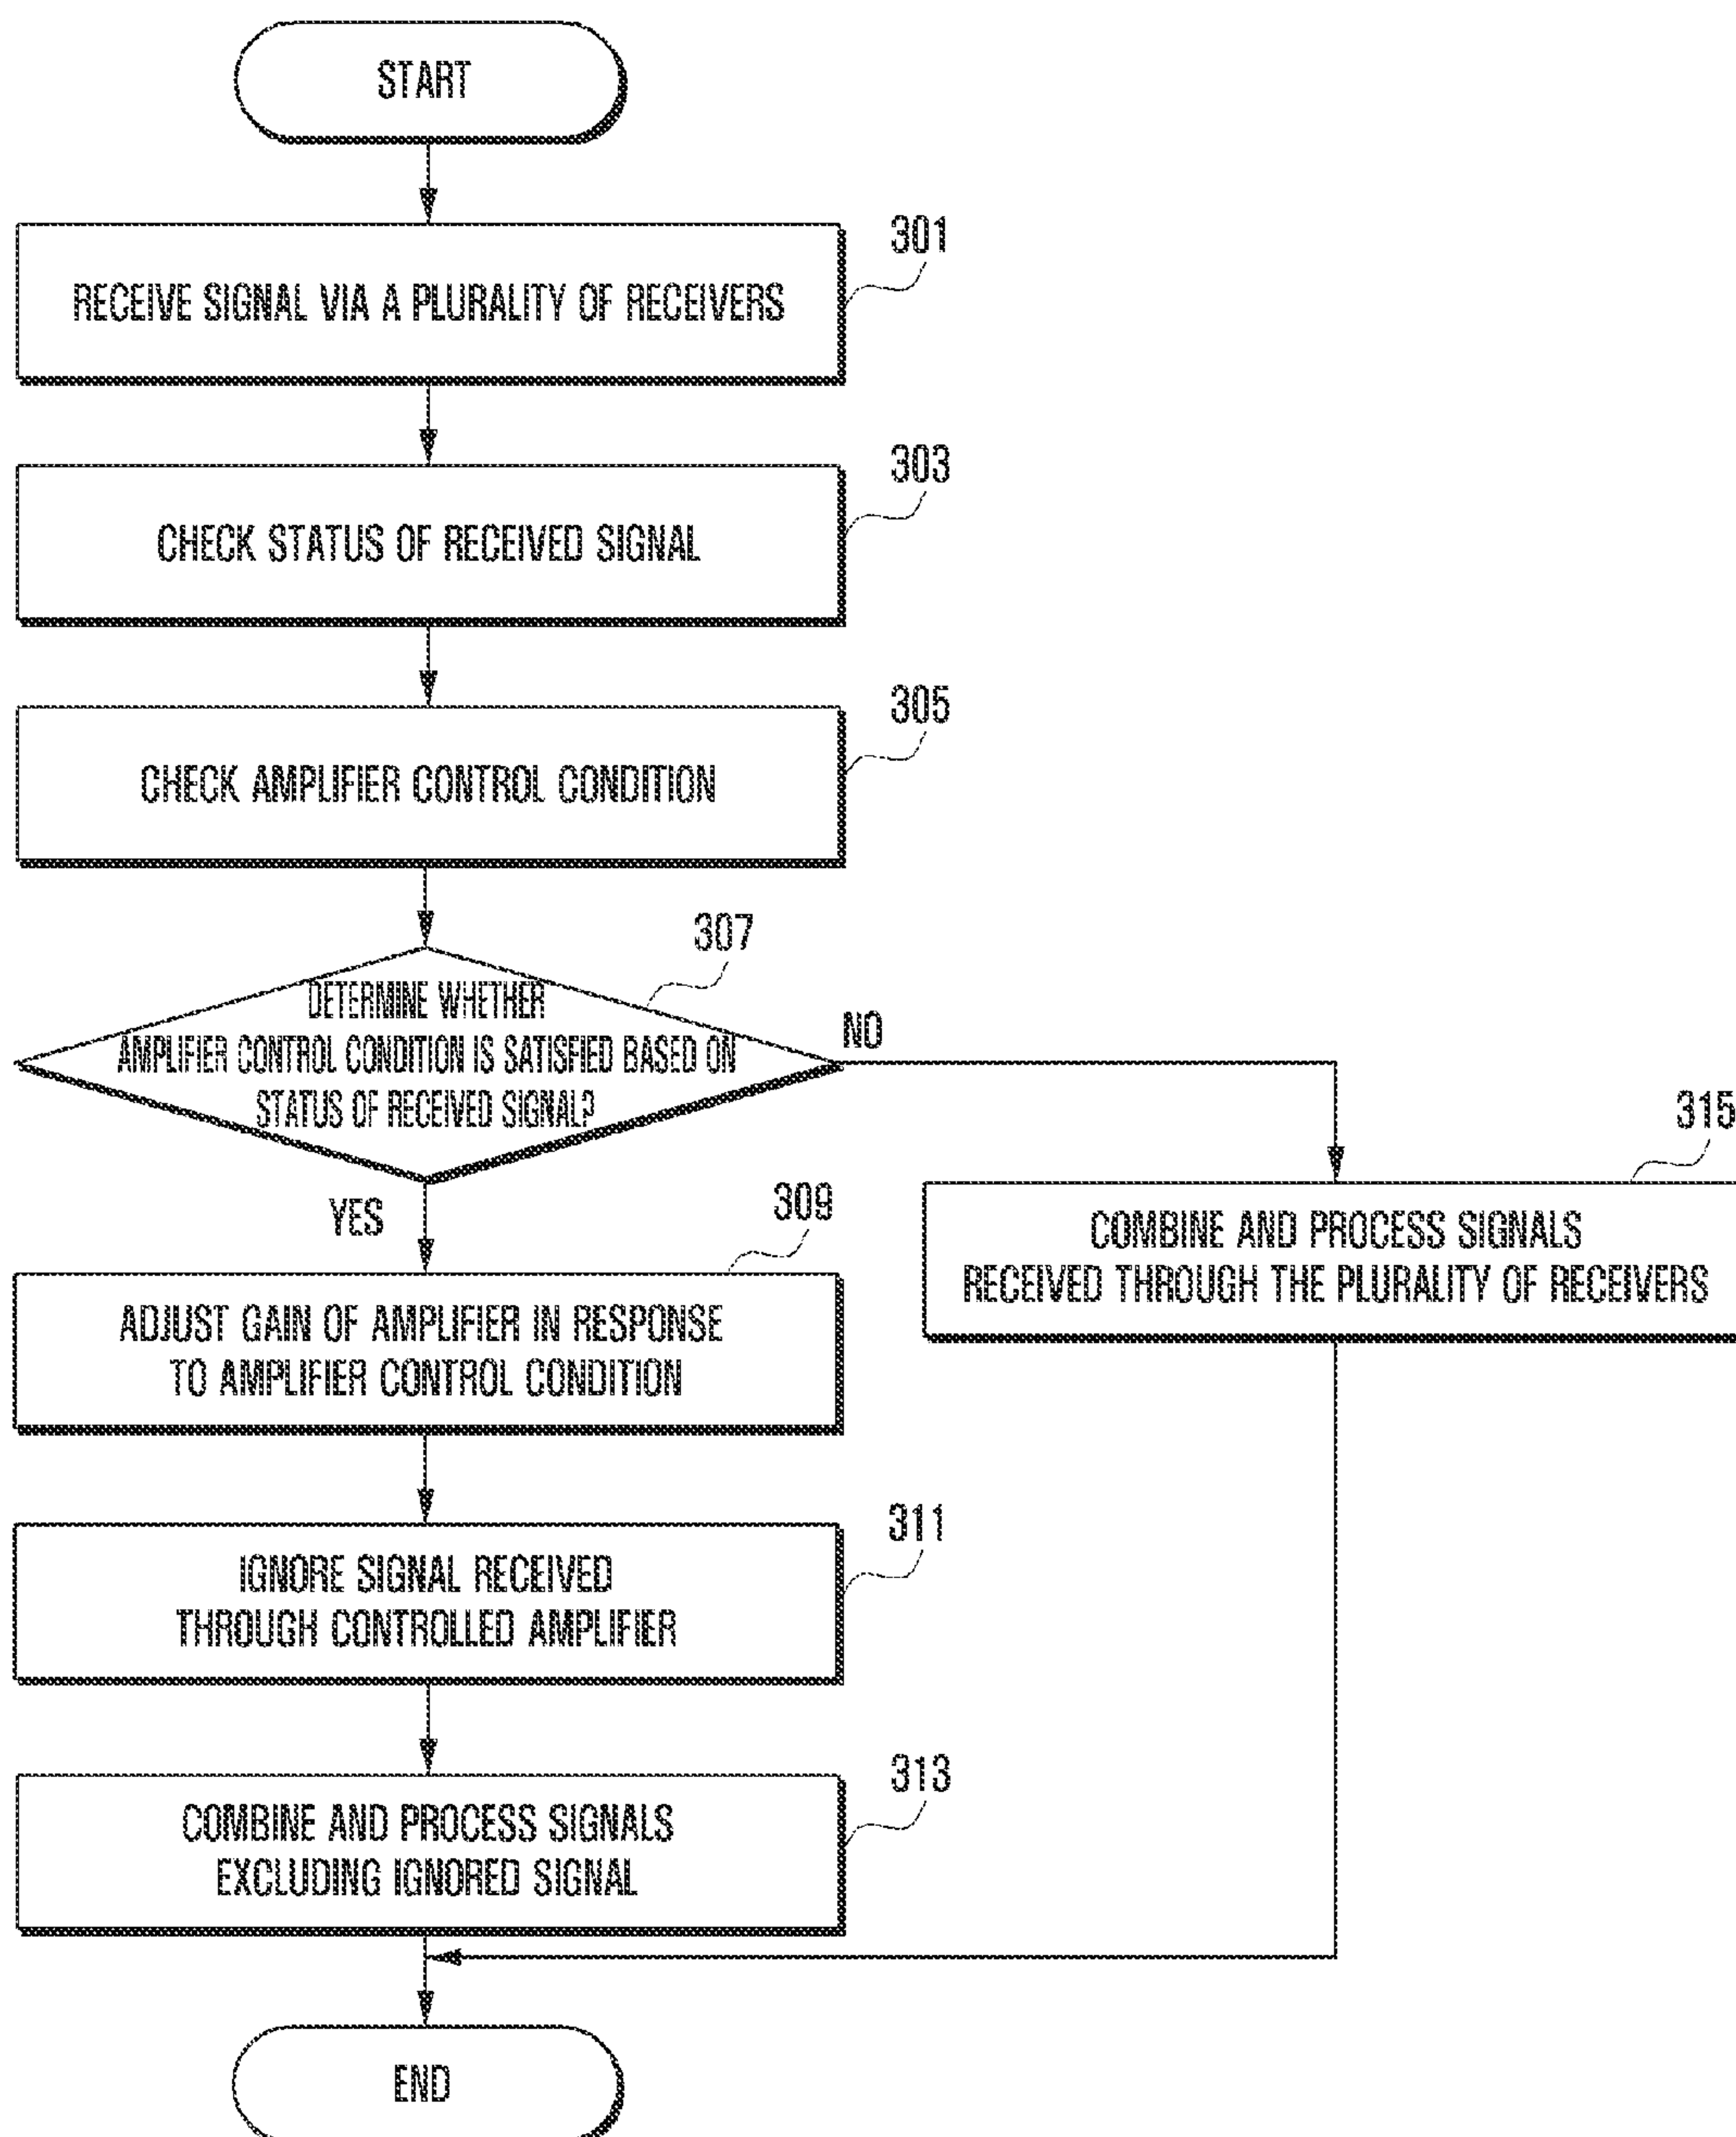 START
301
RECEIVE SIGNAL VIA A PLURALITY OF RECEIVERS
303
CHECK STATUS OF RECEIVED SIGNAL
305
CHECK AMPLIFIER CONTROL CONDITION
307
DETERMINE WHETHER
AMPLIFIER CONTROL CONDITION IS SATISFIED BASED ON
STATUS OF RECEIVED SIGNAL?
NO
315
COMBINE AND PROCESS SIGNALS
RECEIVED THROUGH THE PLURALITY OF RECEIVERS
YES
309
ADJUST GAIN OF AMPLIFIER IN RESPONSE
TO AMPLIFIER CONTROL CONDITION
311
IGNORE SIGNAL RECEIVED
THROUGH CONTROLLED AMPLIFIER
313
COMBINE AND PROCESS SIGNALS
EXCLUDING IGNORED SIGNAL
END